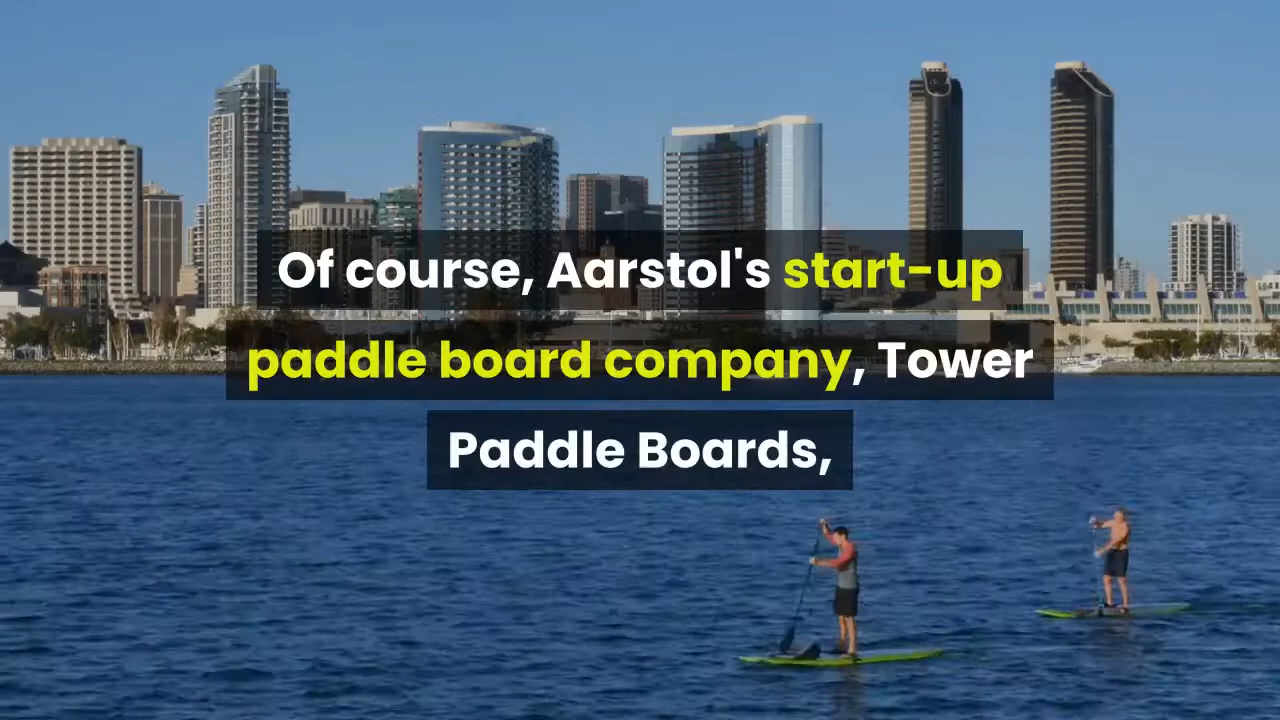 Of course, Aarstol's start-up
paddle board company, Tower
Paddle Boards,